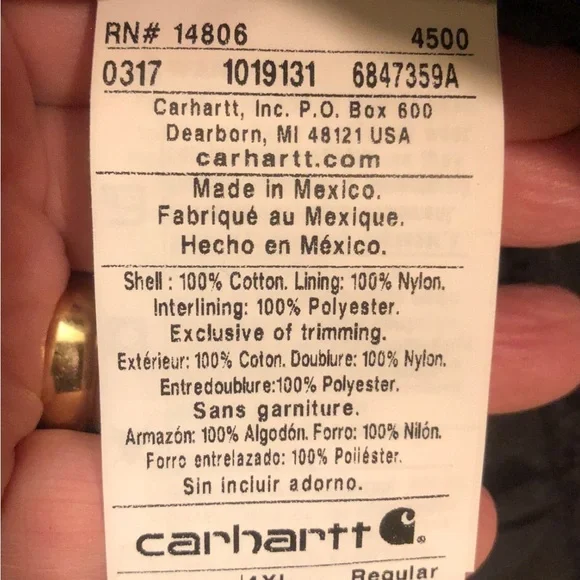 RN# 14806 4500
0317 1019131 6847359A
Carhartt, Inc. P.O. Box 600
Dearborn, MI 48121 USA
carhartt.com
Made in Mexico.
Fabriqué au Mexique.
Hecho en México.
Shell : 100% Cotton. Lining: 100% Nylon.
Interlining: 100% Polyester.
Exclusive of trimming.
Extérieur: 100% Coton. Doublure: 100% Nylon.
Entredoublure:100% Polyester.
Sans garniture.
Armazón: 100% Algodón. Forro: 100% Nilón.
Forro entrelazado: 100% Poliéster.
Sin incluir adorno.
carhartt
Regular